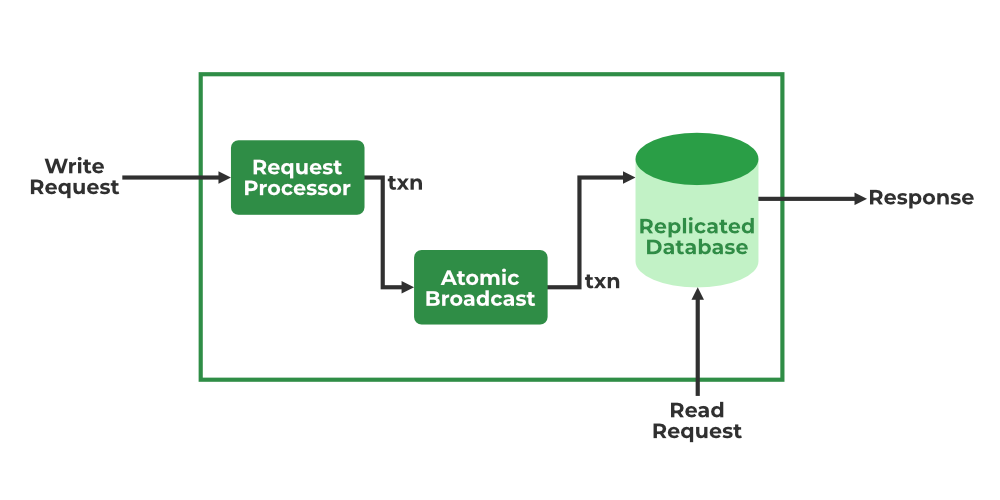 Write
Request
Request
Processor
txn
Atomic
Broadcast
txn
Replicated
Database
Response
Read
Request